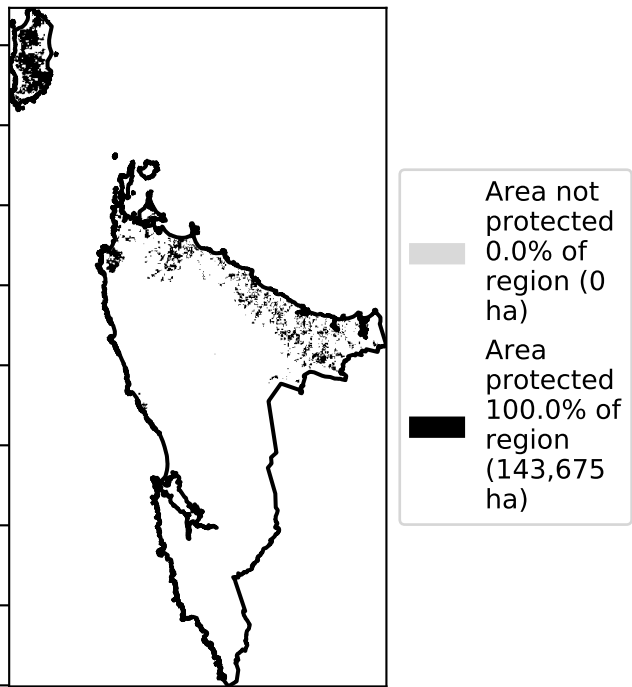 Area not
protected
0.0% of
region (0
ha)
Area
protected
100.0% of
region
(143,675
ha)